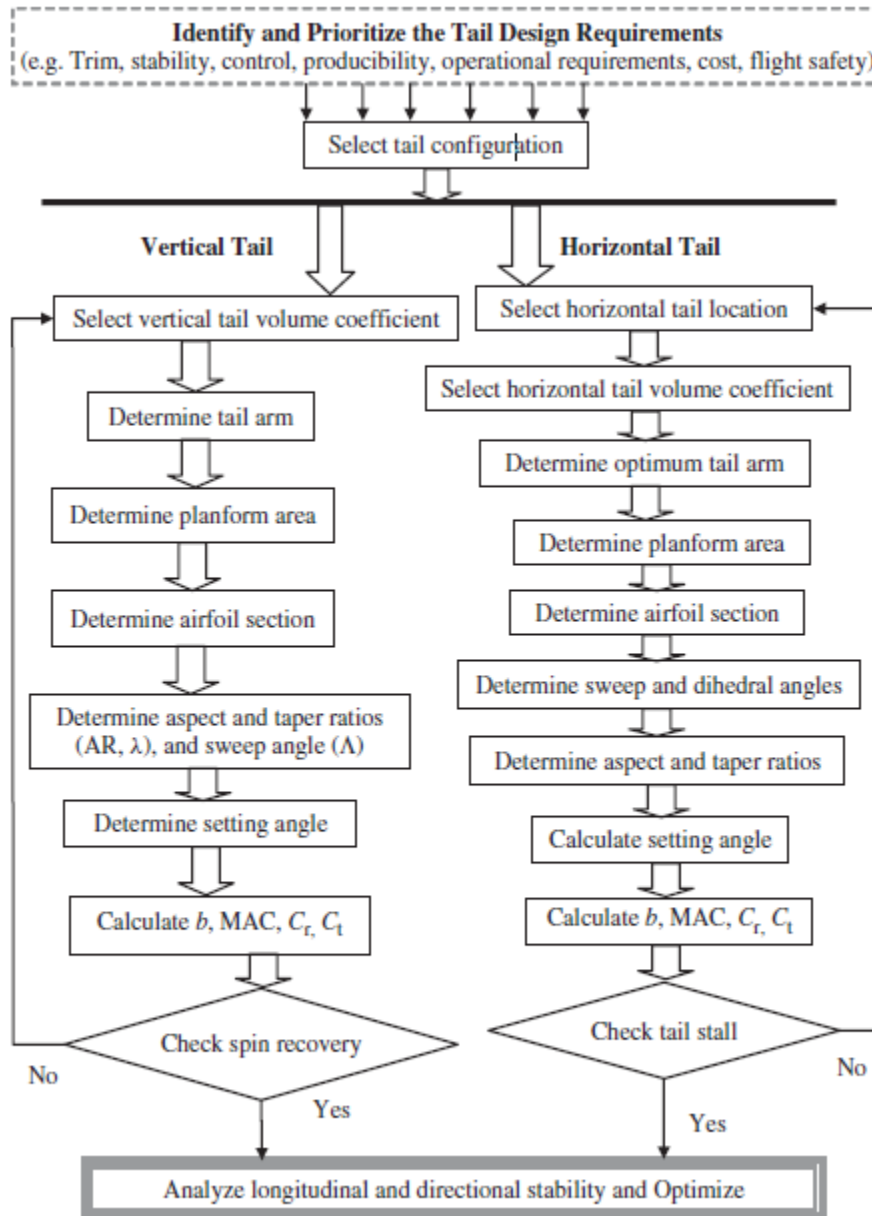 Identify and Prioritize the Tail Design Requirements
(e.g. Trim, stability, control, producibility, operational requirements, cost, flight safety)
Select tail configuration
Vertical Tail
Select vertical tail volume coefficient
Determine tail arm
Determine planform area
Determine airfoil section
Determine aspect and taper ratios
(AR, λ), and sweep angle (Λ)
Determine setting angle
Calculate b, MAC, Cr, Ct
Check spin recovery
No
Yes
Horizontal Tail
Select horizontal tail location
Select horizontal tail volume coefficient
Determine optimum tail arm
Determine planform area
Determine airfoil section
Determine sweep and dihedral angles
Determine aspect and taper ratios
Calculate setting angle
Calculate b, MAC, Cr, Ct
Check tail stall
No
Yes
Analyze longitudinal and directional stability and Optimize